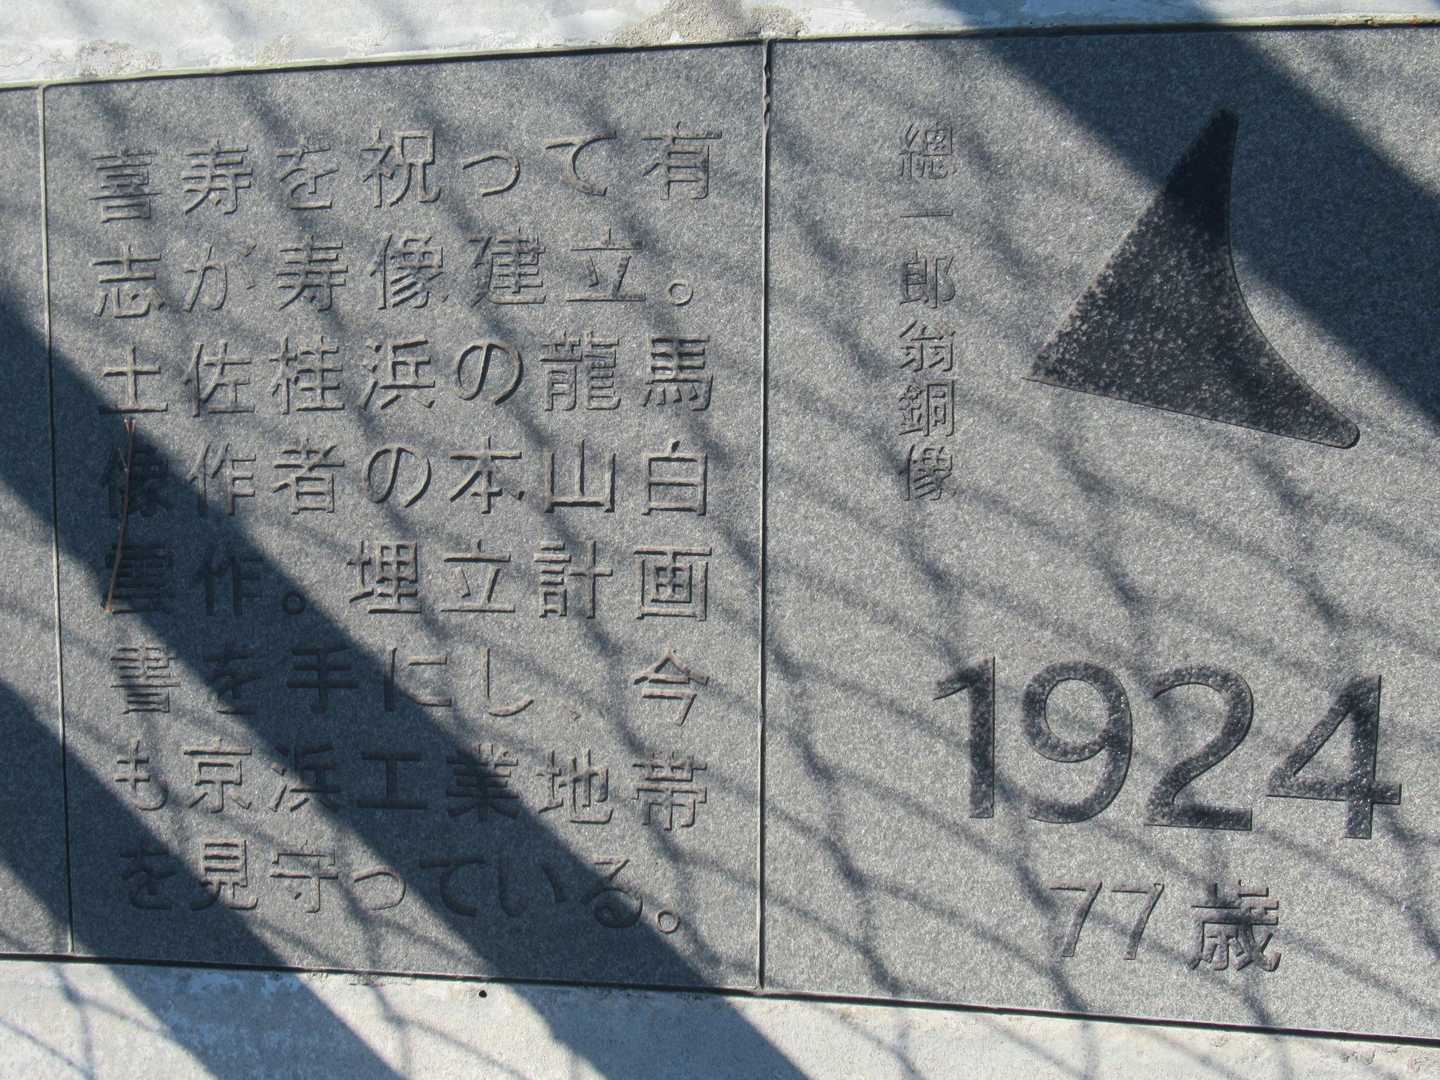 喜寿を祝って有
志が寿像建立。
土佐桂浜の龍馬
像作者の本山白
雲作。埋立計画
書を手にし、今
も京浜工業地帯
を見守っている。
總一郎翁銅像
1924
77歳